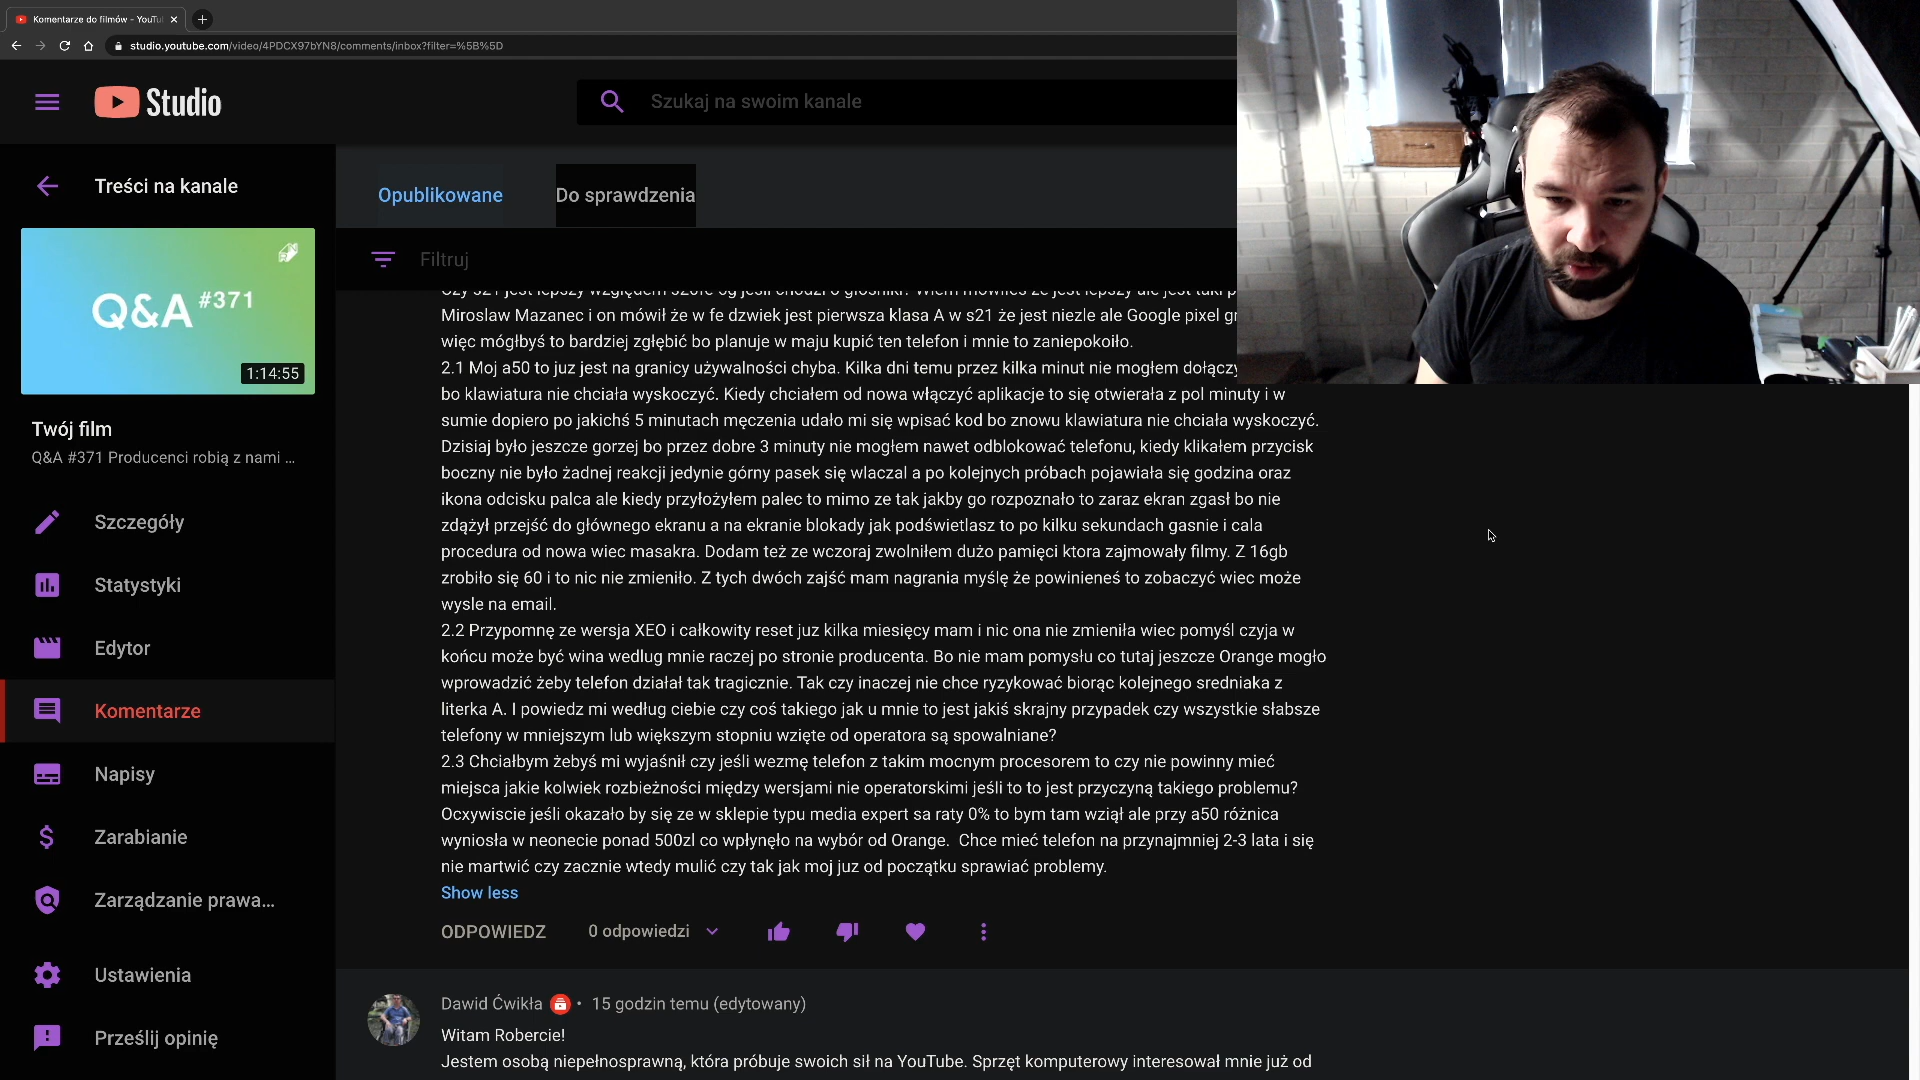 Komentarze do filmów - YouTu
studio.youtube.com/video/4PDCX97bYN8/comments/inbox?filter=%5B%5D
Studio
Szukaj na swoim kanale
Treści na kanale
Q&A #371
1:14:55
Twój film
Q&A #371 Producenci robią z nami ...
Szczegóły
Statystyki
Edytor
Komentarze
Napisy
Zarabianie
Zarządzanie prawa...
Ustawienia
Prześlij opinię
Opublikowane
Do sprawdzenia
Filtruj
Miroslaw Mazanec i on mówił że w fe dzwiek jest pierwsza klasa A w s21 że jest niezle ale Google pixel
więc mógłbyś to bardziej zgłębić bo planuje w maju kupić ten telefon i mnie to zaniepokoiło.
2.1 Moj a50 to juz jest na granicy używalności chyba. Kilka dni temu przez kilka minut nie mogłem
bo klawiatura nie chciała wyskoczyć. Kiedy chciałem od nowa włączyć aplikacje to się otwierała z pol minuty i w
sumie dopiero po jakichś 5 minutach męczenia udało mi się wpisać kod bo znowu klawiatura nie chciała wyskoczyć.
Dzisiaj było jeszcze gorzej bo przez dobre 3 minuty nie mogłem nawet odblokować telefonu, kiedy klikałem przycisk
boczny nie było żadnej reakcji jedynie górny pasek się wlaczal a po kolejnych próbach pojawiała się godzina oraz
ikona odcisku palca ale kiedy przyłożyłem palec to mimo ze tak jakby go rozpoznało to zaraz ekran zgasł bo nie
zdążył przejść do głównego ekranu a na ekranie blokady jak podświetlasz to po kilku sekundach gasnie i cala
procedura od nowa wiec masakra. Dodam też ze wczoraj zwolniłem dużo pamięci ktora zajmowały filmy. Z 16gb
zrobiło się 60 i to nic nie zmieniło. Z tych dwóch zajść mam nagrania myślę że powinieneś to zobaczyć wiec może
wysle na email.
2.2 Przypomnę ze wersja XEO i całkowity reset juz kilka miesięcy mam i nic ona nie zmieniła wiec pomyśl czyja w
końcu może być wina wedlug mnie raczej po stronie producenta. Bo nie mam pomysłu co tutaj jeszcze Orange mogło
wprowadzić żeby telefon działał tak tragicznie. Tak czy inaczej nie chce ryzykować biorąc kolejnego sredniaka z
literka A. I powiedz mi według ciebie czy coś takiego jak u mnie to jest jakiś skrajny przypadek czy wszystkie słabsze
telefony w mniejszym lub większym stopniu wzięte od operatora są spowalniane?
2.3 Chciałbym żebyś mi wyjaśnił czy jeśli wezmę telefon z takim mocnym procesorem to czy nie powinny mieć
miejsca jakie kolwiek rozbieżności między wersjami nie operatorskimi jeśli to to jest przyczyną takiego problemu?
Ocxywiscie jeśli okazało by się ze w sklepie typu media expert sa raty 0% to bym tam wziął ale przy a50 różnica
wyniosła w neonecie ponad 500zl co wpłynęło na wybór od Orange. Chce mieć telefon na przynajmniej 2-3 lata i się
nie martwić czy zacznie wtedy mulić czy tak jak moj juz od początku sprawiać problemy.
Show less
ODPOWIEDZ 0 odpowiedzi
Dawid Ćwikła • 15 godzin temu (edytowany)
Witam Robercie!
Jestem osobą niepełnosprawną, która próbuje swoich sił na YouTube. Sprzęt komputerowy interesował mnie już od